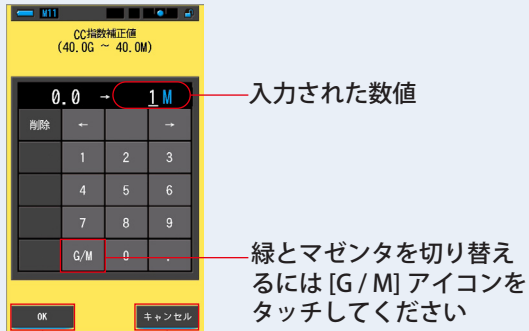 M11
CC指数補正値
(40.0G ~ 40.0M)
0.0 → 1 M
入力された数値
削除 ← →
1 2 3
4 5 6
7 8 9
G/M 0 .
緑とマゼンタを切り替え
るには [G / M] アイコンを
タッチしてください
OK キャンセル